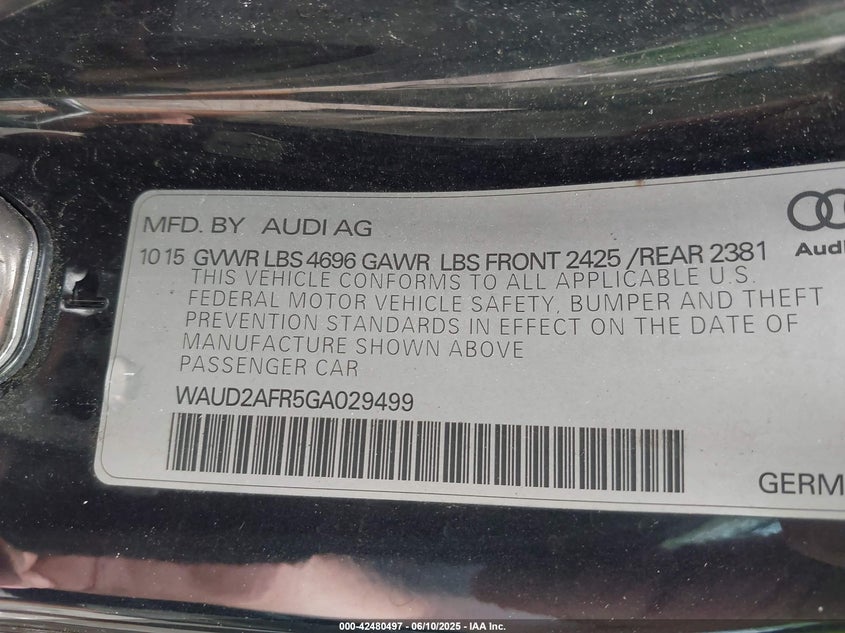 MFD. BY AUDI AG
10 15 GVWR LBS 4696 GAWR LBS FRONT 2425 / REAR 2381
THIS VEHICLE CONFORMS TO ALL APPLICABLE U.S.
FEDERAL MOTOR VEHICLE SAFETY, BUMPER AND THEFT
PREVENTION STANDARDS IN EFFECT ON THE DATE OF
MANUFACTURE SHOWN ABOVE
PASSENGER CAR
WAUD2AFR5GA029499
Audi
GERM
000-42480497 - 06/10/2025 - IAA Inc.